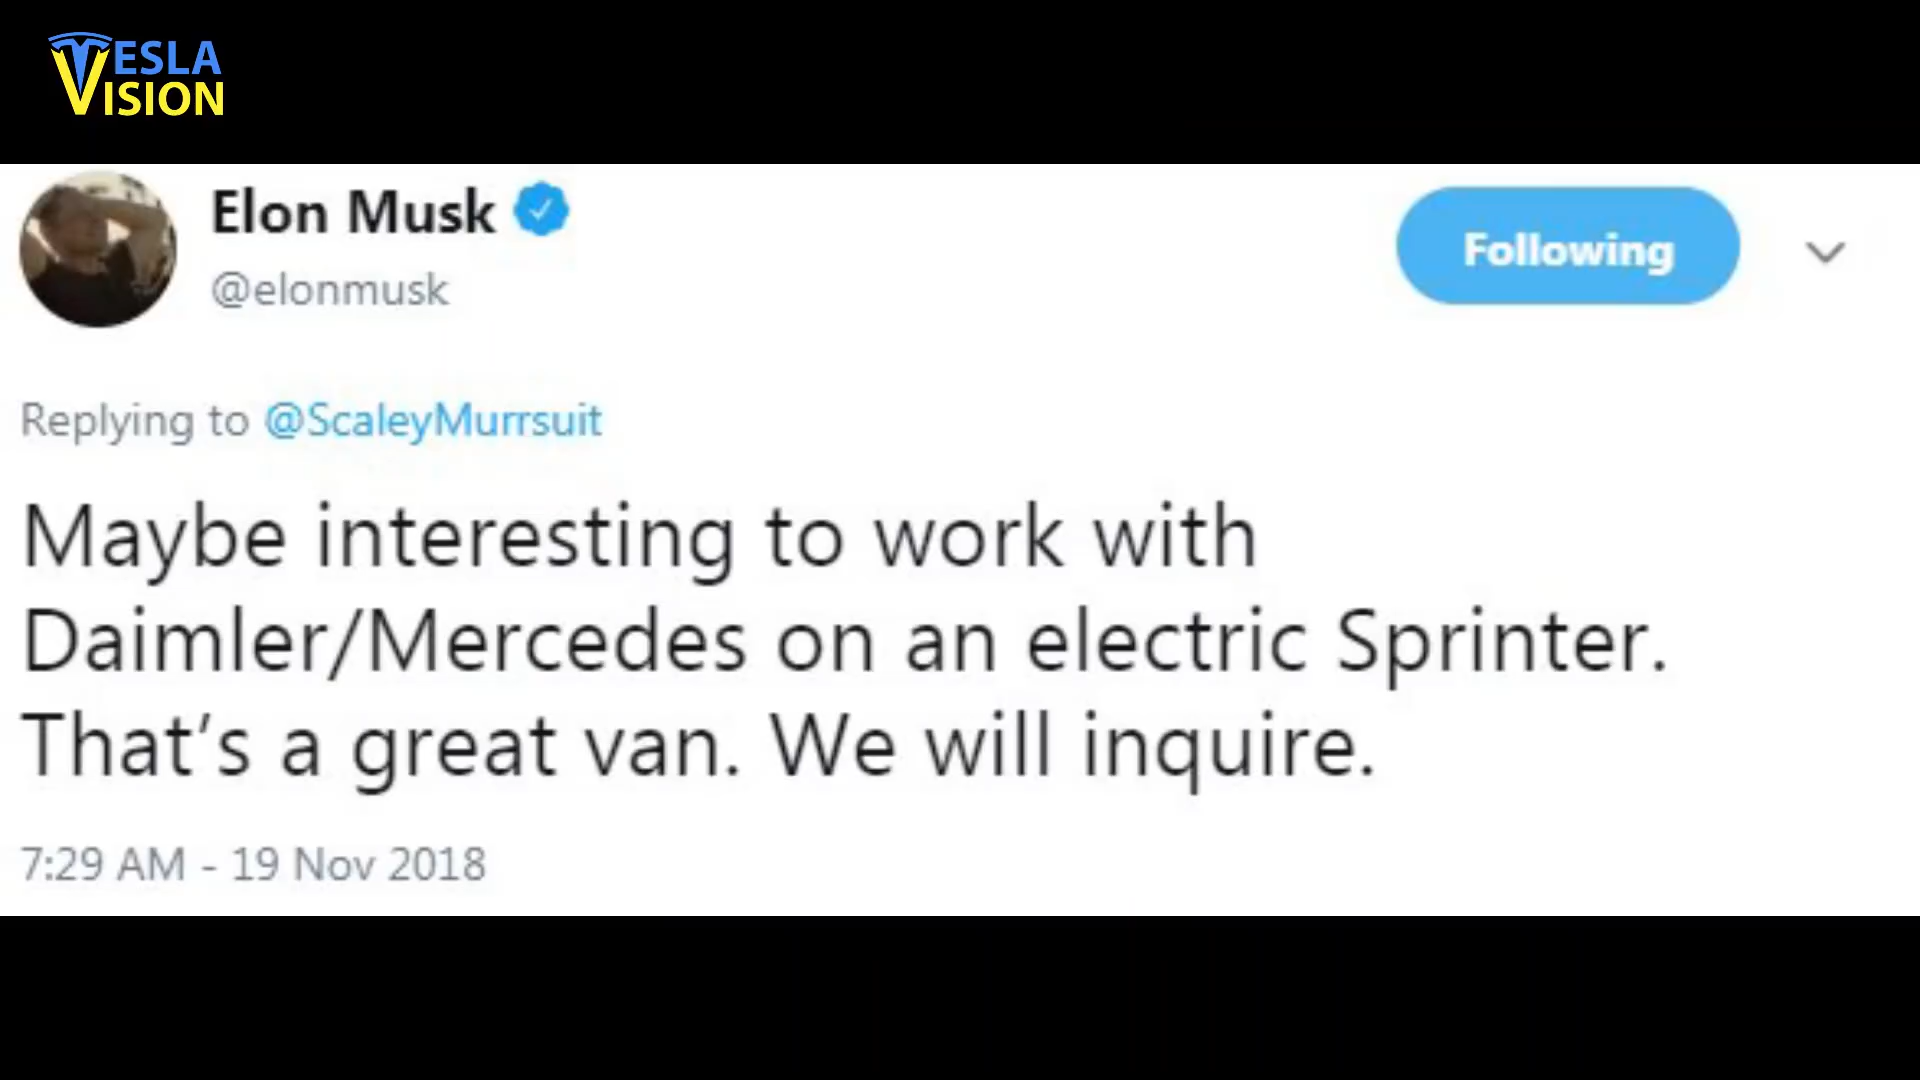 TESLA
VISION
Elon Musk
@elonmusk
Following
Replying to @ScaleyMurrsuit
Maybe interesting to work with
Daimler/Mercedes on an electric Sprinter.
That's a great van. We will inquire.
7:29 AM - 19 Nov 2018